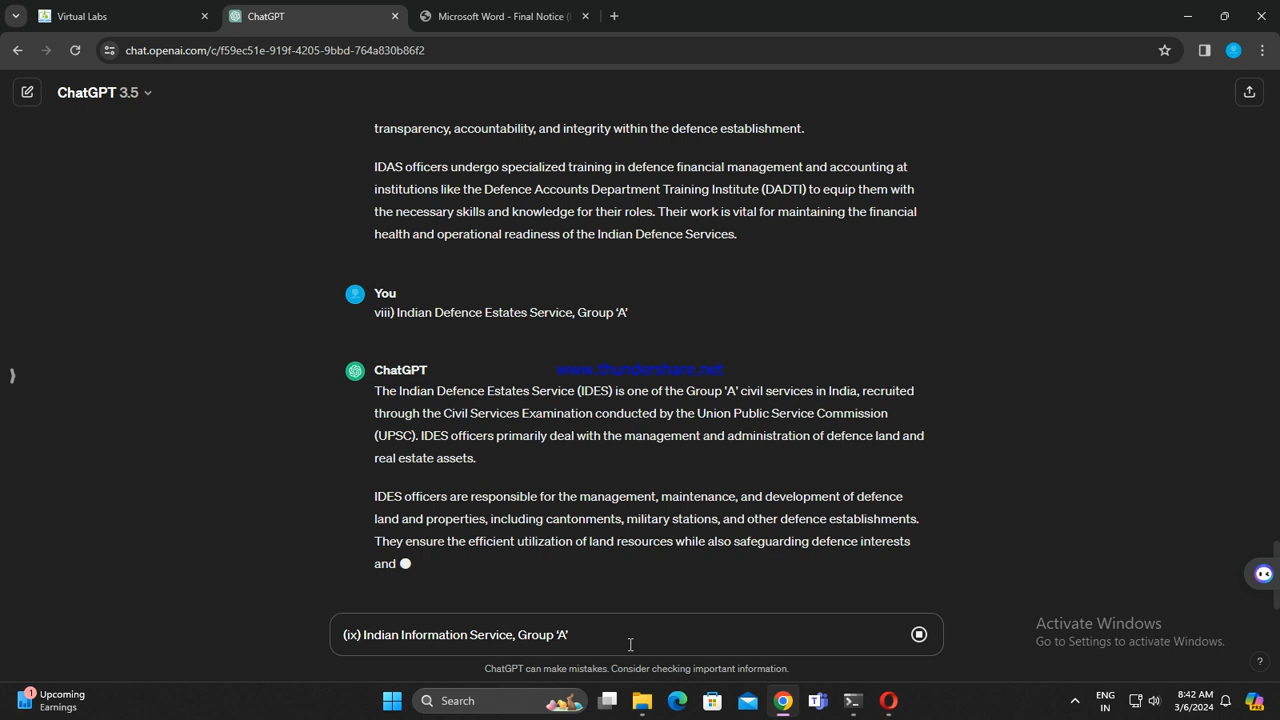 Virtual Labs
ChatGPT
Microsoft Word - Final Notice (
chat.openai.com/c/f59ec51e-919f-4205-9bbd-764a830b86f2
ChatGPT 3.5
transparency, accountability, and integrity within the defence establishment.
IDAS officers undergo specialized training in defence financial management and accounting at
institutions like the Defence Accounts Department Training Institute (DADTI) to equip them with
the necessary skills and knowledge for their roles. Their work is vital for maintaining the financial
health and operational readiness of the Indian Defence Services.
You
viii) Indian Defence Estates Service, Group ‘A’
ChatGPT
www.thundershare.net
The Indian Defence Estates Service (IDES) is one of the Group 'A' civil services in India, recruited
through the Civil Services Examination conducted by the Union Public Service Commission
(UPSC). IDES officers primarily deal with the management and administration of defence land and
real estate assets.
IDES officers are responsible for the management, maintenance, and development of defence
land and properties, including cantonments, military stations, and other defence establishments.
They ensure the efficient utilization of land resources while also safeguarding defence interests
and
(ix) Indian Information Service, Group ‘A’
ChatGPT can make mistakes. Consider checking important information.
Activate Windows
Go to Settings to activate Windows.
?
1
Upcoming
Earnings
Search
ENG
IN
8:42 AM
3/6/2024
PRE